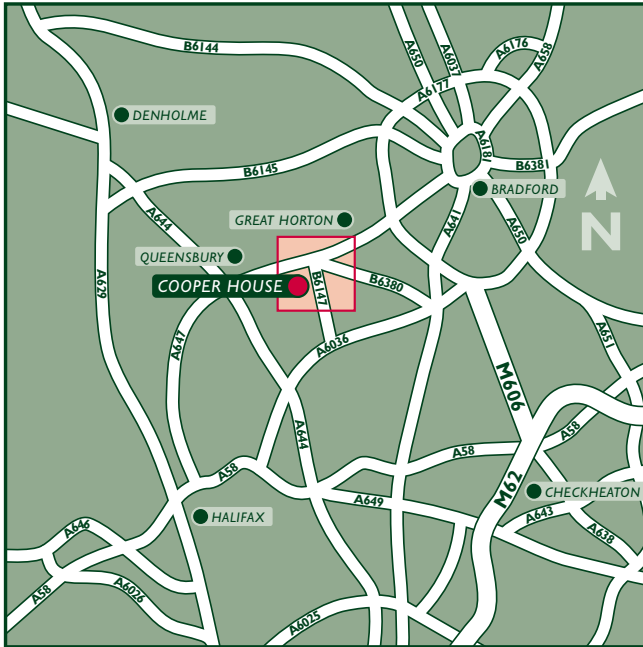 B6144
A650
A6037
A6176
A658
A6177
DENHOLME
A6181
B6381
B6145
BRADFORD
A644
GREAT HORTON
A641
A650
N
QUEENSBURY
COOPER HOUSE
B6147
B6380
A629
A647
A6036
A651
M606
A644
A58
A58
A58
M62
A649
CHECKHEATON
A643
A638
HALIFAX
A646
A58
A6026
A6025